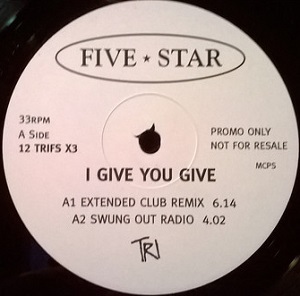 FIVE ★ STAR
33RPM
A SIDE
12 TRIFS X3
PROMO ONLY
NOT FOR RESALE
MCPS
I GIVE YOU GIVE
A1 EXTENDED CLUB REMIX 6.14
A2 SWUNG OUT RADIO 4.02
TRI